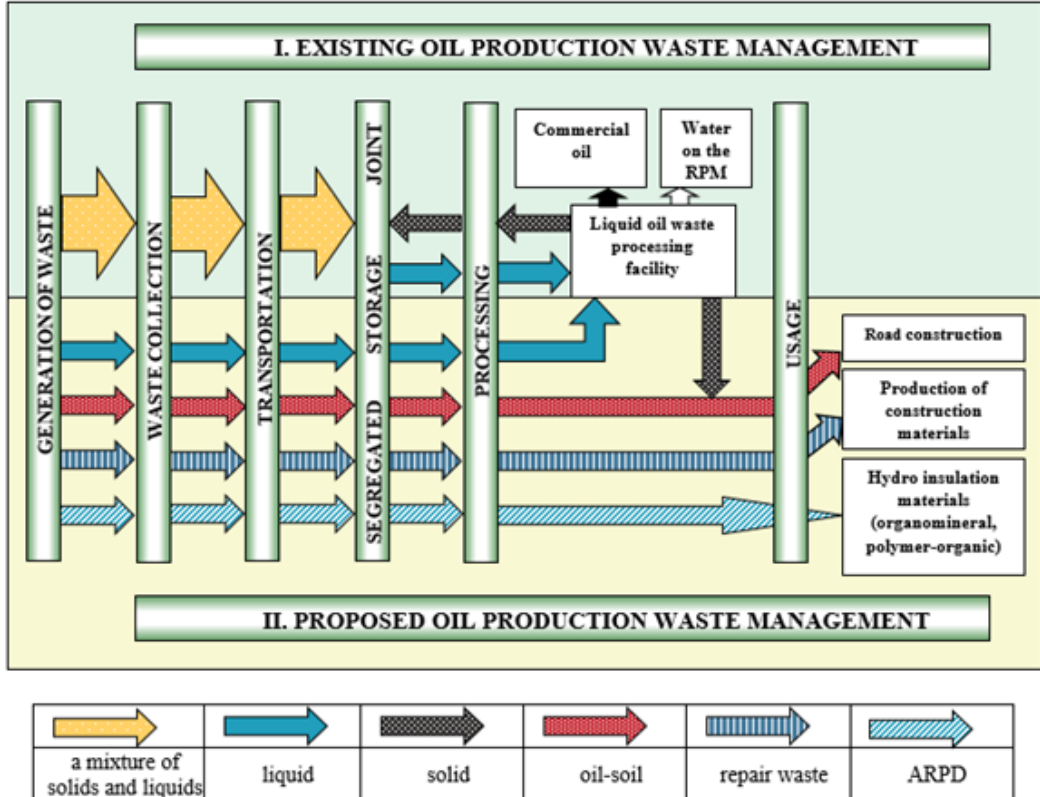 I. EXISTING OIL PRODUCTION WASTE MANAGEMENT
GENERATION OF WASTE
WASTE COLLECTION
TRANSPORTATION
SEGREGATED STORAGE JOINT
PROCESSING
Commercial
oil
Water
on the
RPM
Liquid oil waste
processing
facility
USAGE
Road construction
Production of
construction
materials
Hydro insulation
materials
(organomineral,
polymer-organic)
II. PROPOSED OIL PRODUCTION WASTE MANAGEMENT
a mixture of
solids and liquids
liquid
solid
oil-soil
repair waste
ARPD